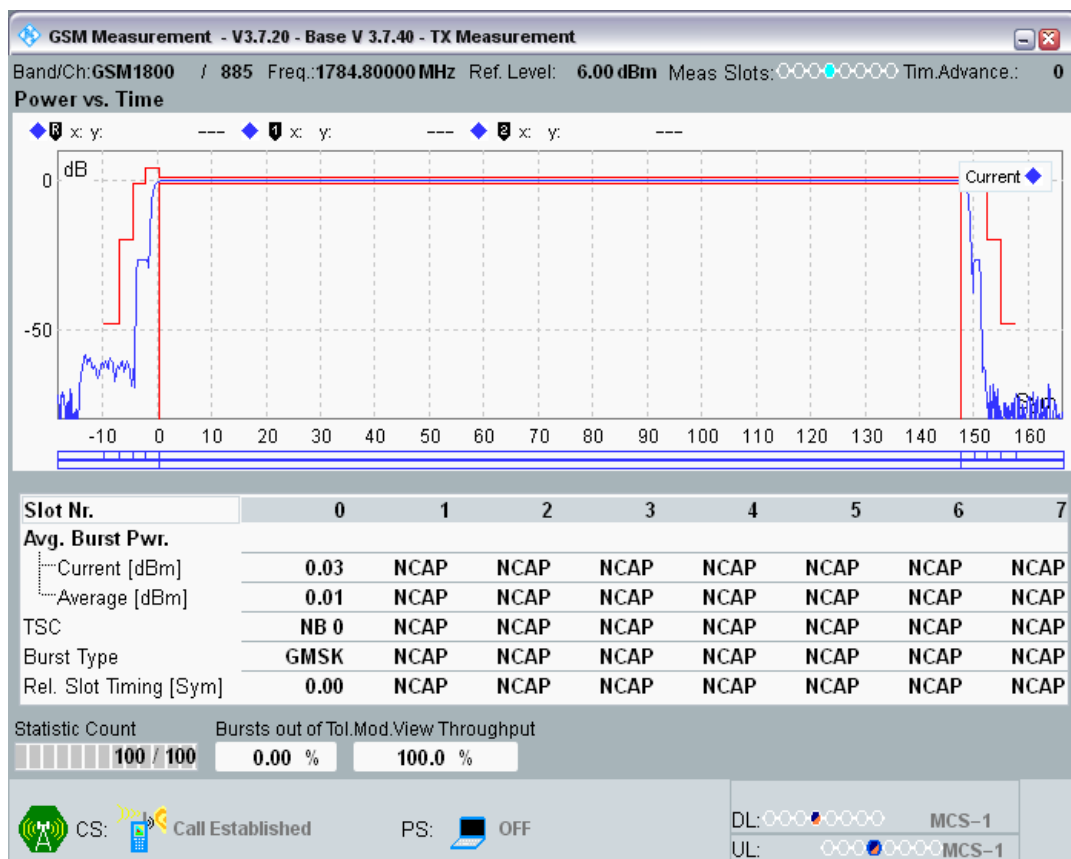 GSM Measurement - V3.7.20 - Base V 3.7.40 - TX Measurement
Band/Ch:GSM1800 / 885 Freq.:1784.80000 MHz Ref. Level: 6.00 dBm Meas Slots: Tim.Advance.: 0
Power vs. Time
R x: y: --- 1 x: y: --- 2 x: y: ---
dB
Current
0
-50
-10 0 10 20 30 40 50 60 70 80 90 100 110 120 130 140 150 160
Slot Nr. 0 1 2 3 4 5 6 7
Avg. Burst Pwr.
Current [dBm] 0.03 NCAP NCAP NCAP NCAP NCAP NCAP NCAP
Average [dBm] 0.01 NCAP NCAP NCAP NCAP NCAP NCAP NCAP
TSC NB 0 NCAP NCAP NCAP NCAP NCAP NCAP NCAP
Burst Type GMSK NCAP NCAP NCAP NCAP NCAP NCAP NCAP
Rel. Slot Timing [Sym] 0.00 NCAP NCAP NCAP NCAP NCAP NCAP NCAP
Statistic Count Bursts out of Tol. Mod.View Throughput
100 / 100 0.00 % 100.0 %
CS: Call Established PS: OFF
DL: MCS-1
UL: MCS-1